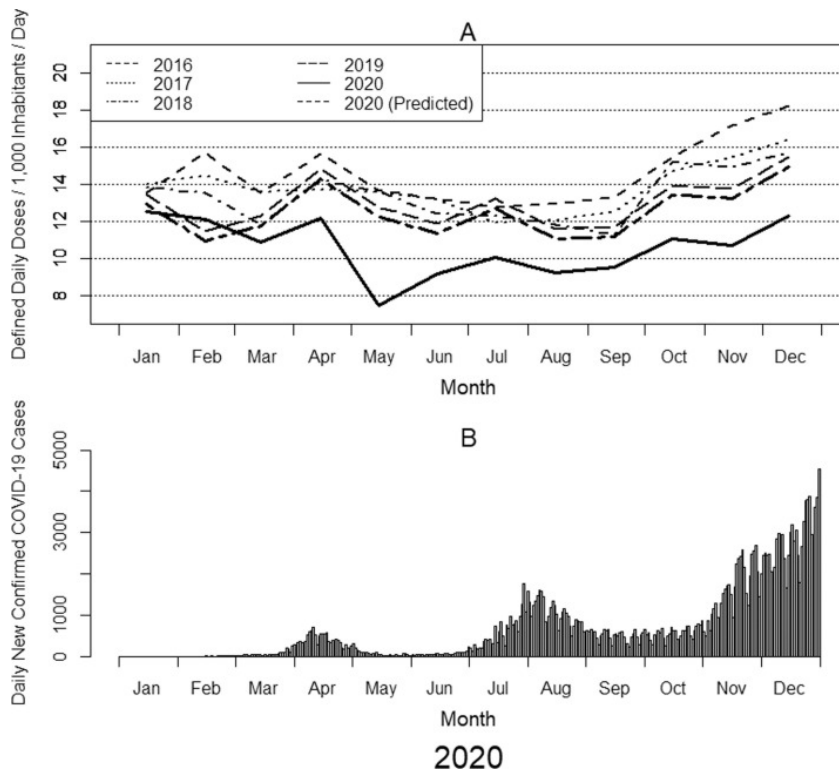 A
Defined Daily Doses / 1,000 Inhabitants / Day
2016
2017
2018
2019
2020
2020 (Predicted)
20
18
16
14
12
10
8
Jan Feb Mar Apr May Jun Jul Aug Sep Oct Nov Dec
Month
B
Daily New Confirmed COVID-19 Cases
5000
3000
1000
0
Jan Feb Mar Apr May Jun Jul Aug Sep Oct Nov Dec
Month
2020